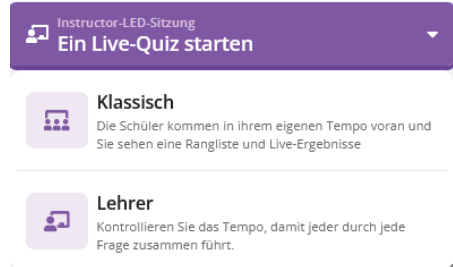 Instructor-LED-Sitzung
Ein Live-Quiz starten
Klassisch
Die Schüler kommen in ihrem eigenen Tempo voran und
Sie sehen eine Rangliste und Live-Ergebnisse
Lehrer
Kontrollieren Sie das Tempo, damit jeder durch jede
Frage zusammen führt.